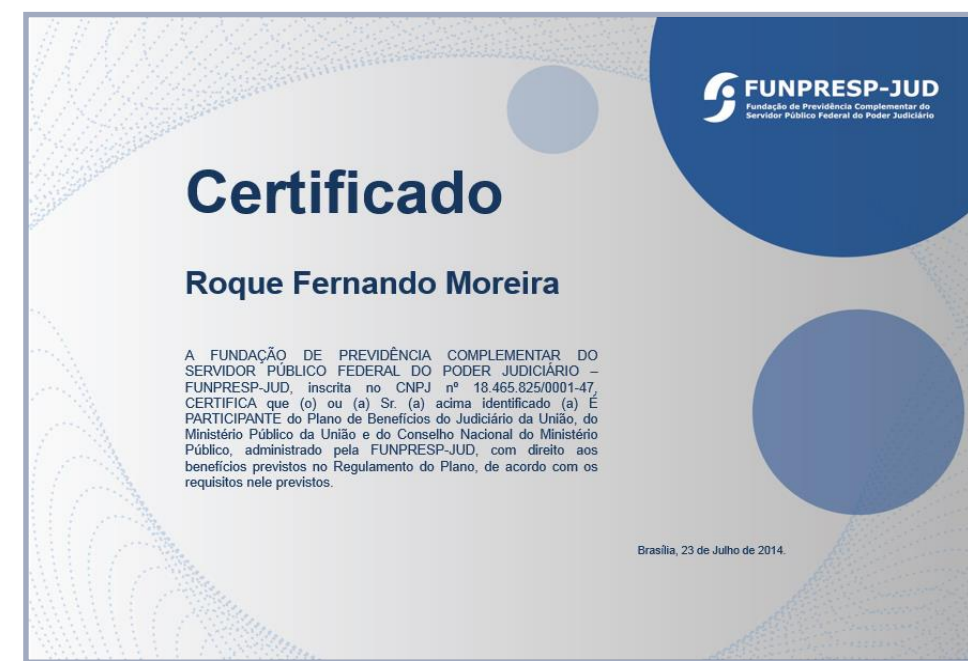 FUNPRESP-JUD
Fundação de Previdência Complementar do
Servidor Público Federal do Poder Judiciário
Certificado
Roque Fernando Moreira
A FUNDAÇÃO DE PREVIDÊNCIA COMPLEMENTAR DO
SERVIDOR PÚBLICO FEDERAL DO PODER JUDICIÁRIO –
FUNPRESP-JUD, inscrita no CNPJ nº 18.465.825/0001-47,
CERTIFICA que (o) ou (a) Sr. (a) acima identificado (a) É
PARTICIPANTE do Plano de Benefícios do Judiciário da União, do
Ministério Público da União e do Conselho Nacional do Ministério
Público, administrado pela FUNPRESP-JUD, com direito aos
benefícios previstos no Regulamento do Plano, de acordo com os
requisitos nele previstos.
Brasília, 23 de Julho de 2014.